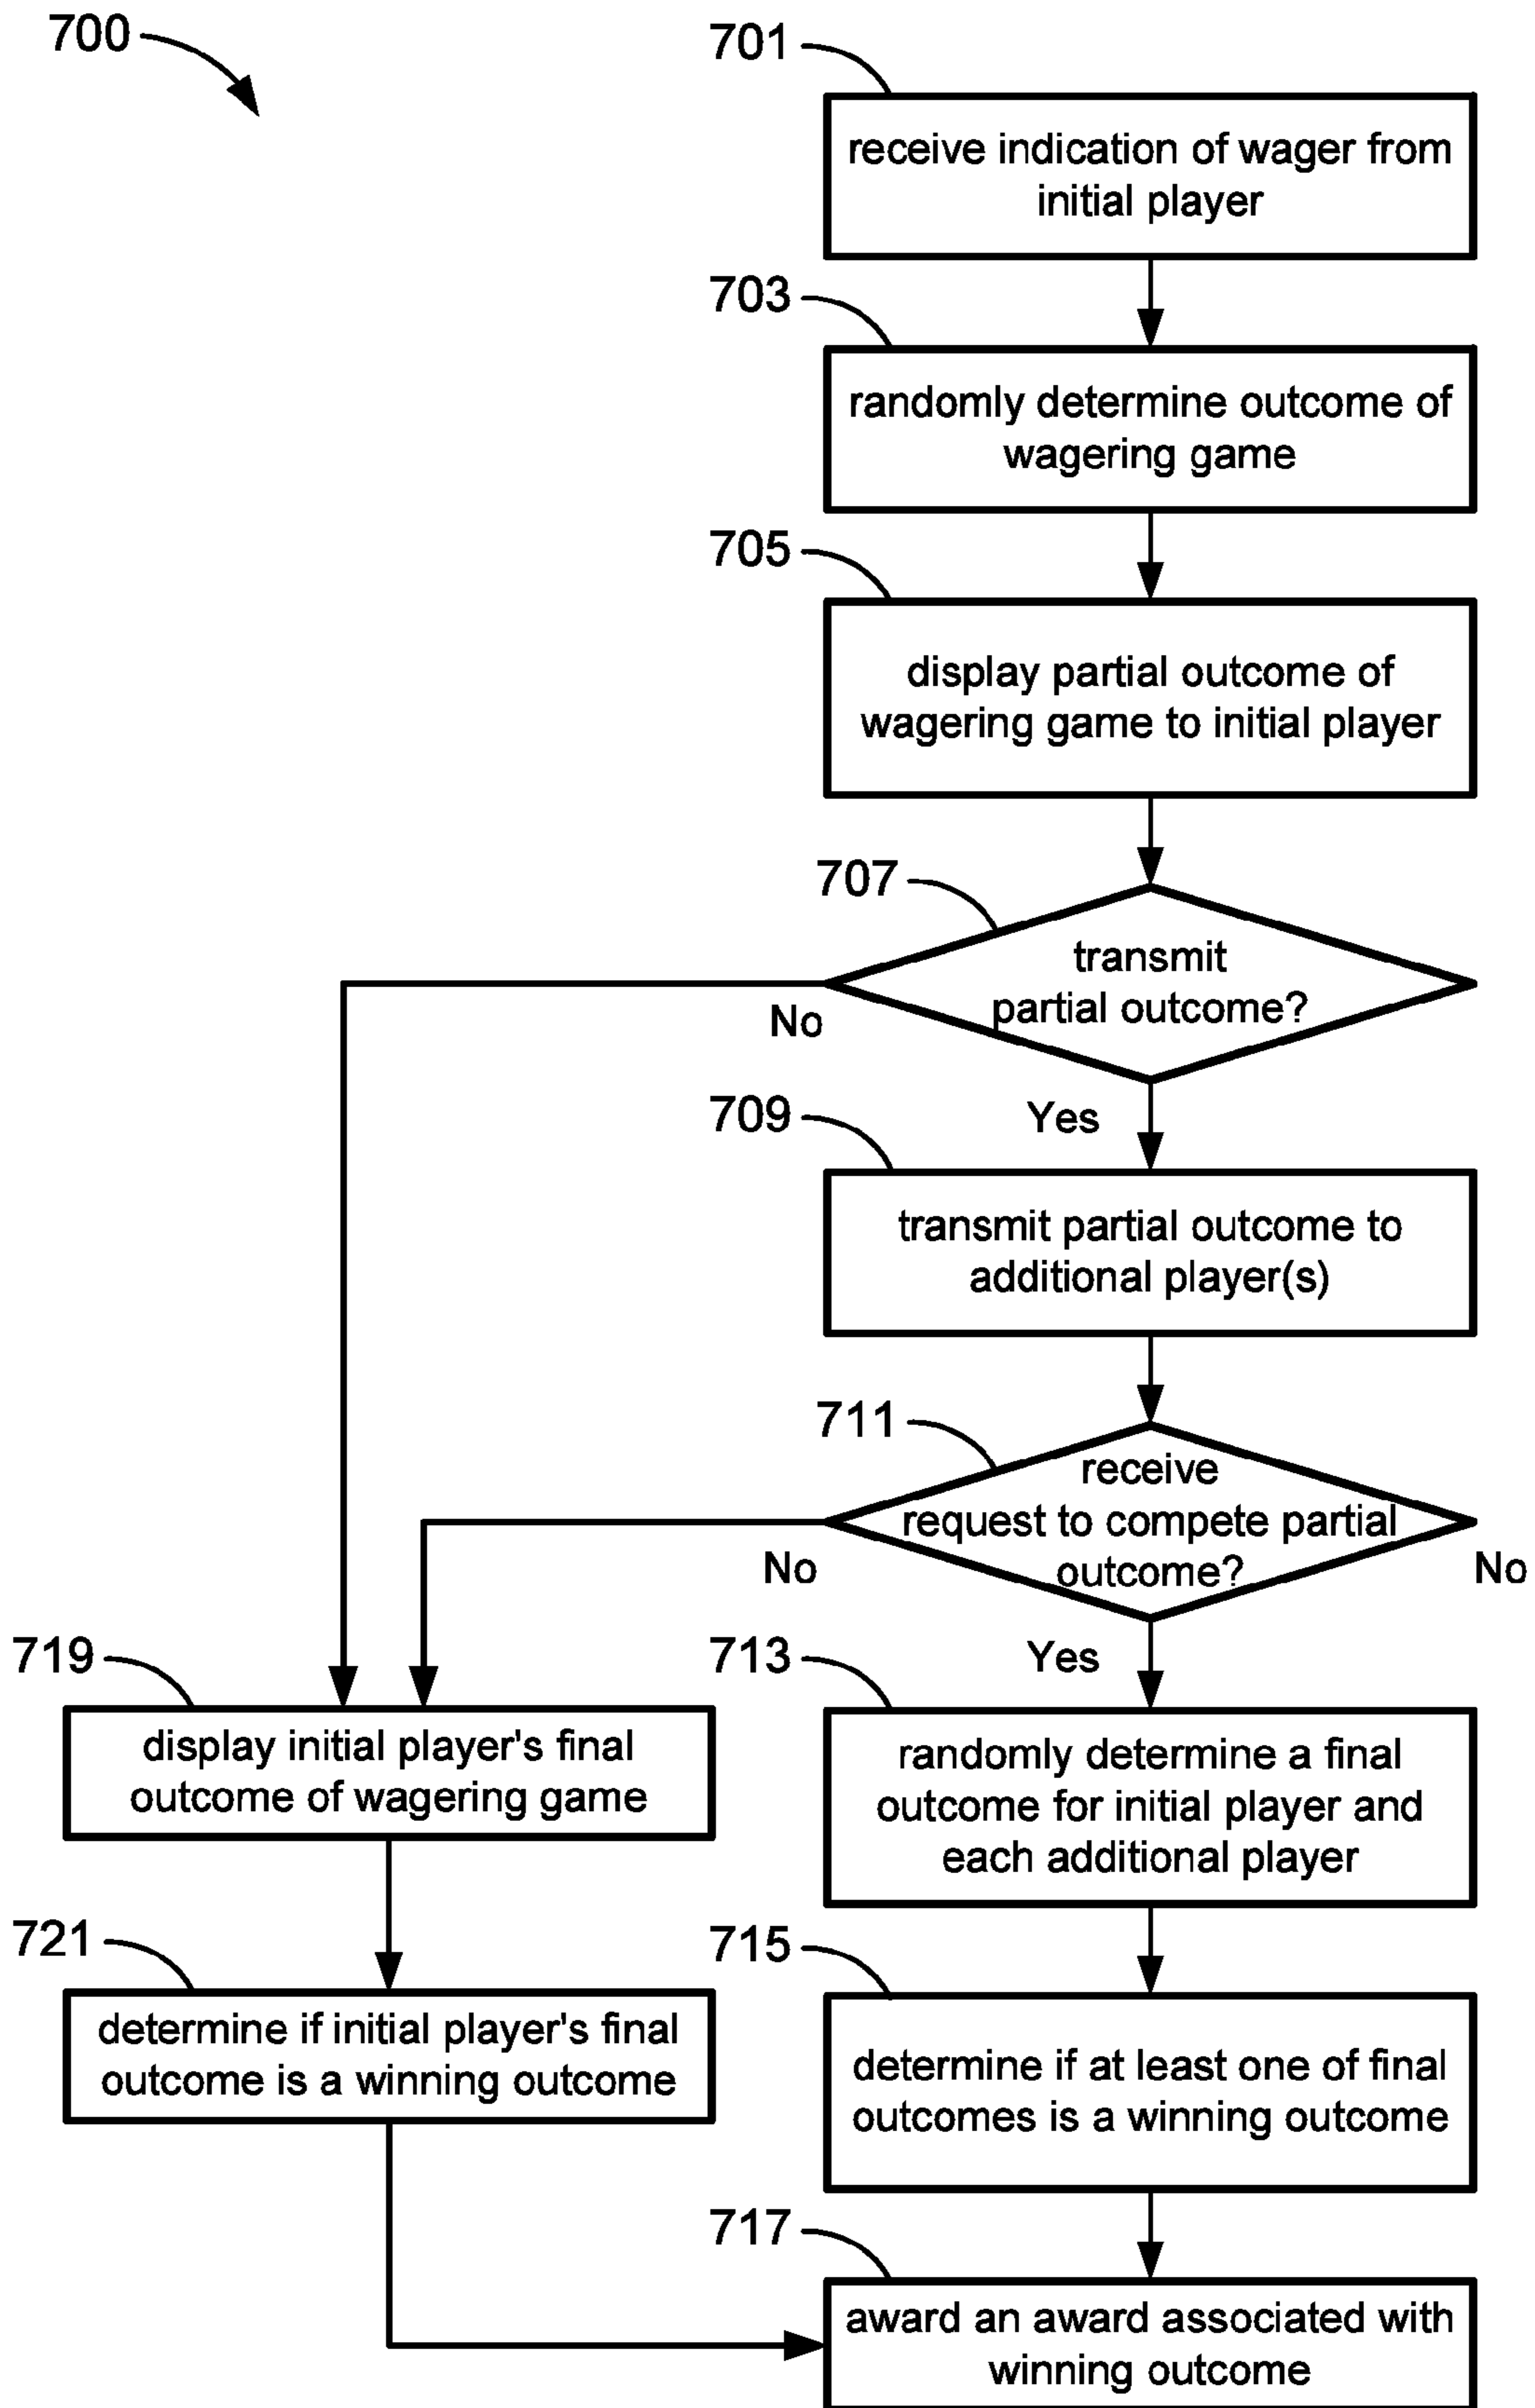 700
701
receive indication of wager from
initial player
703
randomly determine outcome of
wagering game
705
display partial outcome of
wagering game to initial player
707
transmit
partial outcome?
No
Yes
709
transmit partial outcome to
additional player(s)
711
receive
request to compete partial
outcome?
No
No
Yes
719
display initial player's final
outcome of wagering game
713
randomly determine a final
outcome for initial player and
each additional player
721
determine if initial player's final
outcome is a winning outcome
715
determine if at least one of final
outcomes is a winning outcome
717
award an award associated with
winning outcome